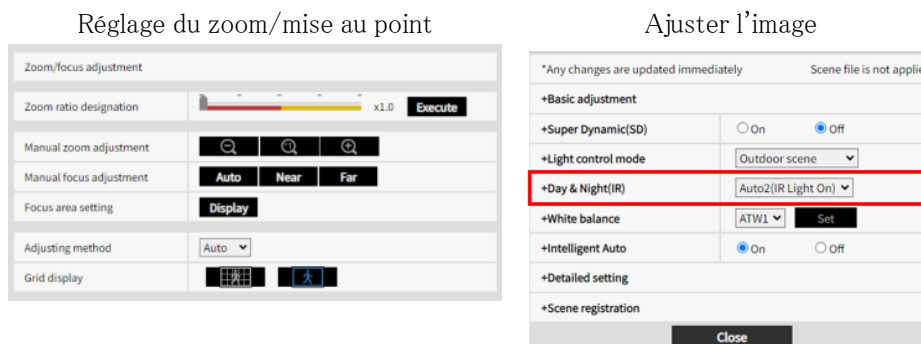 Réglage du zoom/mise au point
Zoom/focus adjustment
Zoom ratio designation x1.0 Execute
Manual zoom adjustment
Manual focus adjustment Auto Near Far
Focus area setting Display
Adjusting method Auto
Grid display
Ajuster l’image
*Any changes are updated immediately Scene file is not applie
+Basic adjustment
+Super Dynamic(SD) On Off
+Light control mode Outdoor scene
+Day & Night(IR) Auto2(IR Light On)
+White balance ATW1 Set
+Intelligent Auto On Off
+Detailed setting
+Scene registration
Close